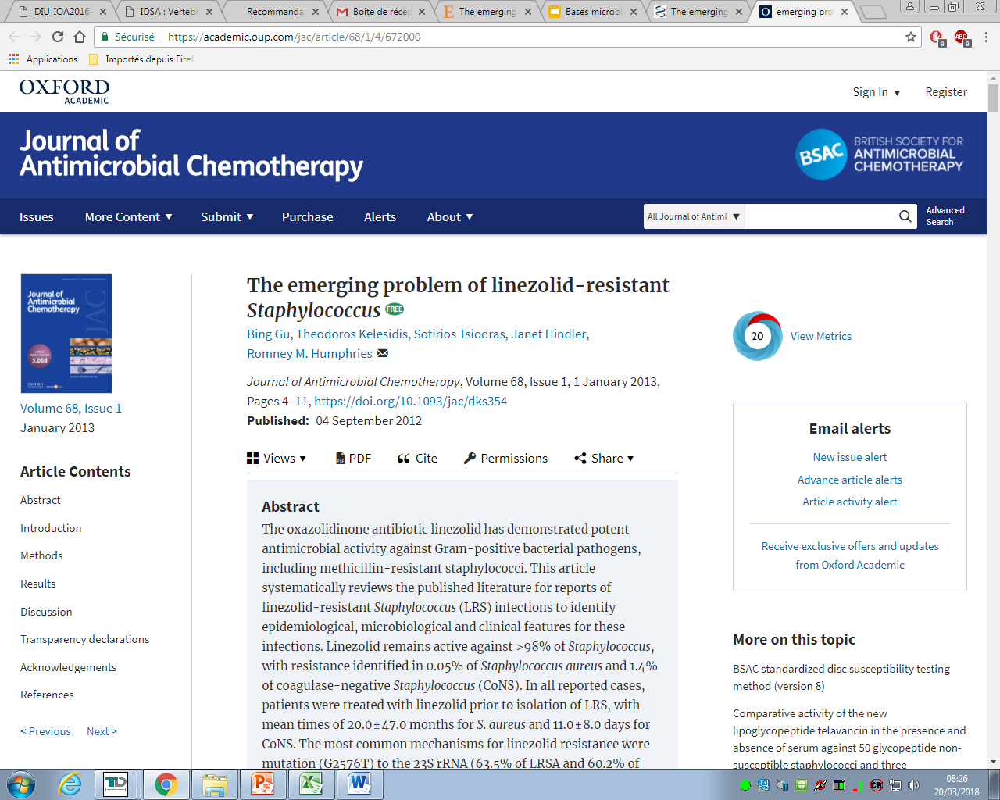 DIU_IOA2016-
IDSA : Verteb
Recommanda
Boîte de récep
The emerging
Bases microbi
The emerging
emerging pro
Sécurisé
https://academic.oup.com/jac/article/68/1/4/672000
9
ABP
9
Applications
Importés depuis Firef
OXFORD
ACADEMIC
Sign In
Register
Journal of
Antimicrobial Chemotherapy
BSAC
BRITISH SOCIETY FOR
ANTIMICROBIAL
CHEMOTHERAPY
Issues
More Content
Submit
Purchase
Alerts
About
All Journal of Antimi
Advanced
Search
Journal of
Antimicrobial
Chemotherapy
JAC
5.068
Volume 68, Issue 1
January 2013
Article Contents
Abstract
Introduction
Methods
Results
Discussion
Transparency declarations
Acknowledgements
References
< Previous Next >
The emerging problem of linezolid-resistant
Staphylococcus FREE
Bing Gu, Theodoros Kelesidis, Sotirios Tsiodras, Janet Hindler,
Romney M. Humphries
Journal of Antimicrobial Chemotherapy, Volume 68, Issue 1, 1 January 2013,
Pages 4–11, https://doi.org/10.1093/jac/dks354
Published: 04 September 2012
Views
PDF
Cite
Permissions
Share
Abstract
The oxazolidinone antibiotic linezolid has demonstrated potent
antimicrobial activity against Gram-positive bacterial pathogens,
including methicillin-resistant staphylococci. This article
systematically reviews the published literature for reports of
linezolid-resistant Staphylococcus (LRS) infections to identify
epidemiological, microbiological and clinical features for these
infections. Linezolid remains active against >98% of Staphylococcus,
with resistance identified in 0.05% of Staphylococcus aureus and 1.4%
of coagulase-negative Staphylococcus (CoNS). In all reported cases,
patients were treated with linezolid prior to isolation of LRS, with
mean times of 20.0±47.0 months for S. aureus and 11.0±8.0 days for
CoNS. The most common mechanisms for linezolid resistance were
mutation (G2576T) to the 23S rRNA (63.5% of LRSA and 60.2% of
20
View Metrics
Email alerts
New issue alert
Advance article alerts
Article activity alert
Receive exclusive offers and updates
from Oxford Academic
More on this topic
BSAC standardized disc susceptibility testing
method (version 8)
Comparative activity of the new
lipoglycopeptide telavancin in the presence and
absence of serum against 50 glycopeptide non-
susceptible staphylococci and three
08:26
20/03/2018